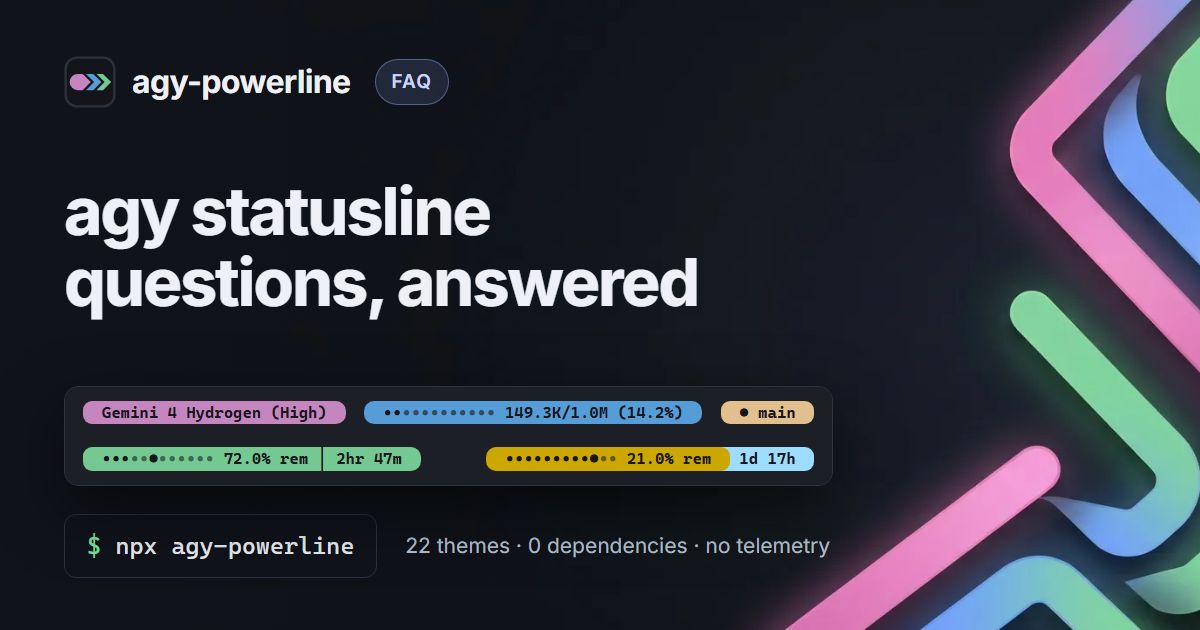 agy-powerline FAQ
agy statusline
questions, answered
Gemini 4 Hydrogen (High) 149.3K/1.0M (14.2%) ● main
72.0% rem 2hr 47m 21.0% rem 1d 17h
$ npx agy-powerline 22 themes · 0 dependencies · no telemetry